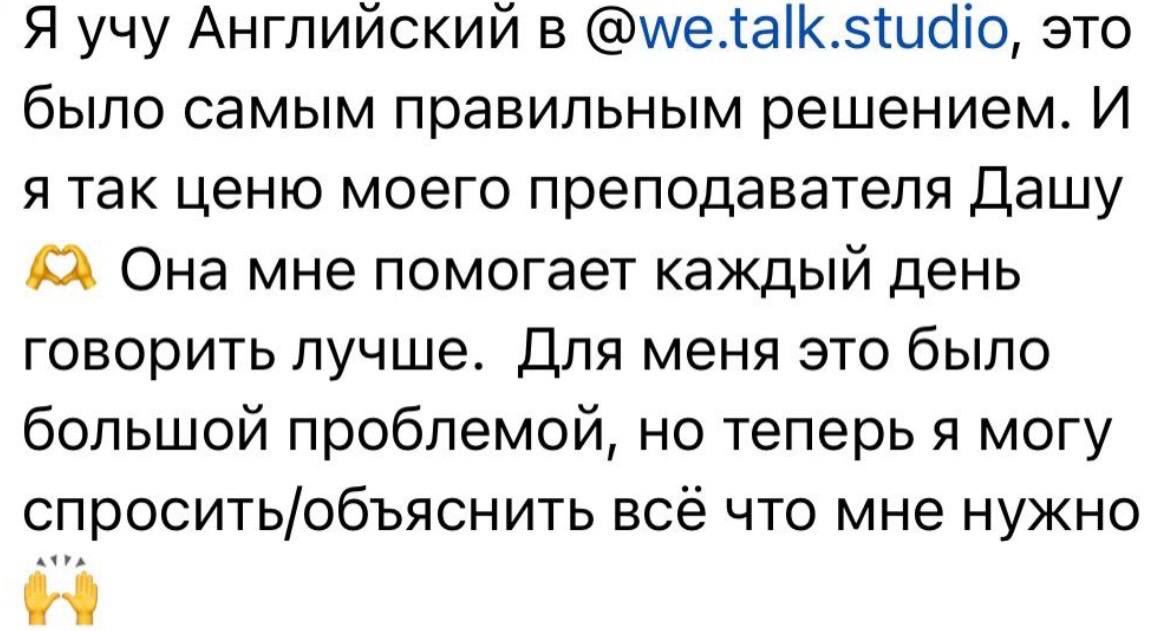 Я учу Английский в @we.talk.studio, это
было самым правильным решением. И
я так ценю моего преподавателя Дашу
🫶 Она мне помогает каждый день
говорить лучше.  Для меня это было
большой проблемой, но теперь я могу
спросить/объяснить всё что мне нужно
🙌